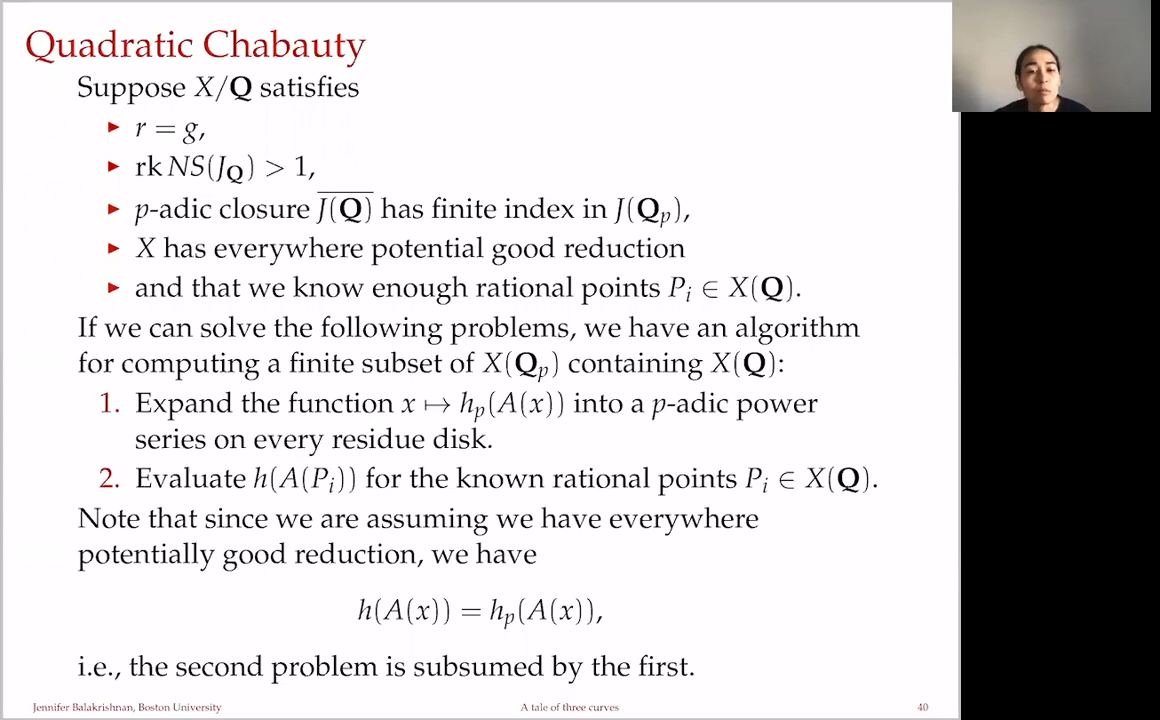 Quadratic Chabauty
Suppose X/Q satisfies
▶ r = g,
▶ rk NS(J_Q) > 1,
▶ p-adic closure \overline{J(Q)} has finite index in J(Q_p),
▶ X has everywhere potential good reduction
▶ and that we know enough rational points P_i ∈ X(Q).
If we can solve the following problems, we have an algorithm
for computing a finite subset of X(Q_p) containing X(Q):
1. Expand the function x ↦ h_p(A(x)) into a p-adic power
series on every residue disk.
2. Evaluate h(A(P_i)) for the known rational points P_i ∈ X(Q).
Note that since we are assuming we have everywhere
potentially good reduction, we have
h(A(x)) = h_p(A(x)),
i.e., the second problem is subsumed by the first.
Jennifer Balakrishnan, Boston University A tale of three curves 40